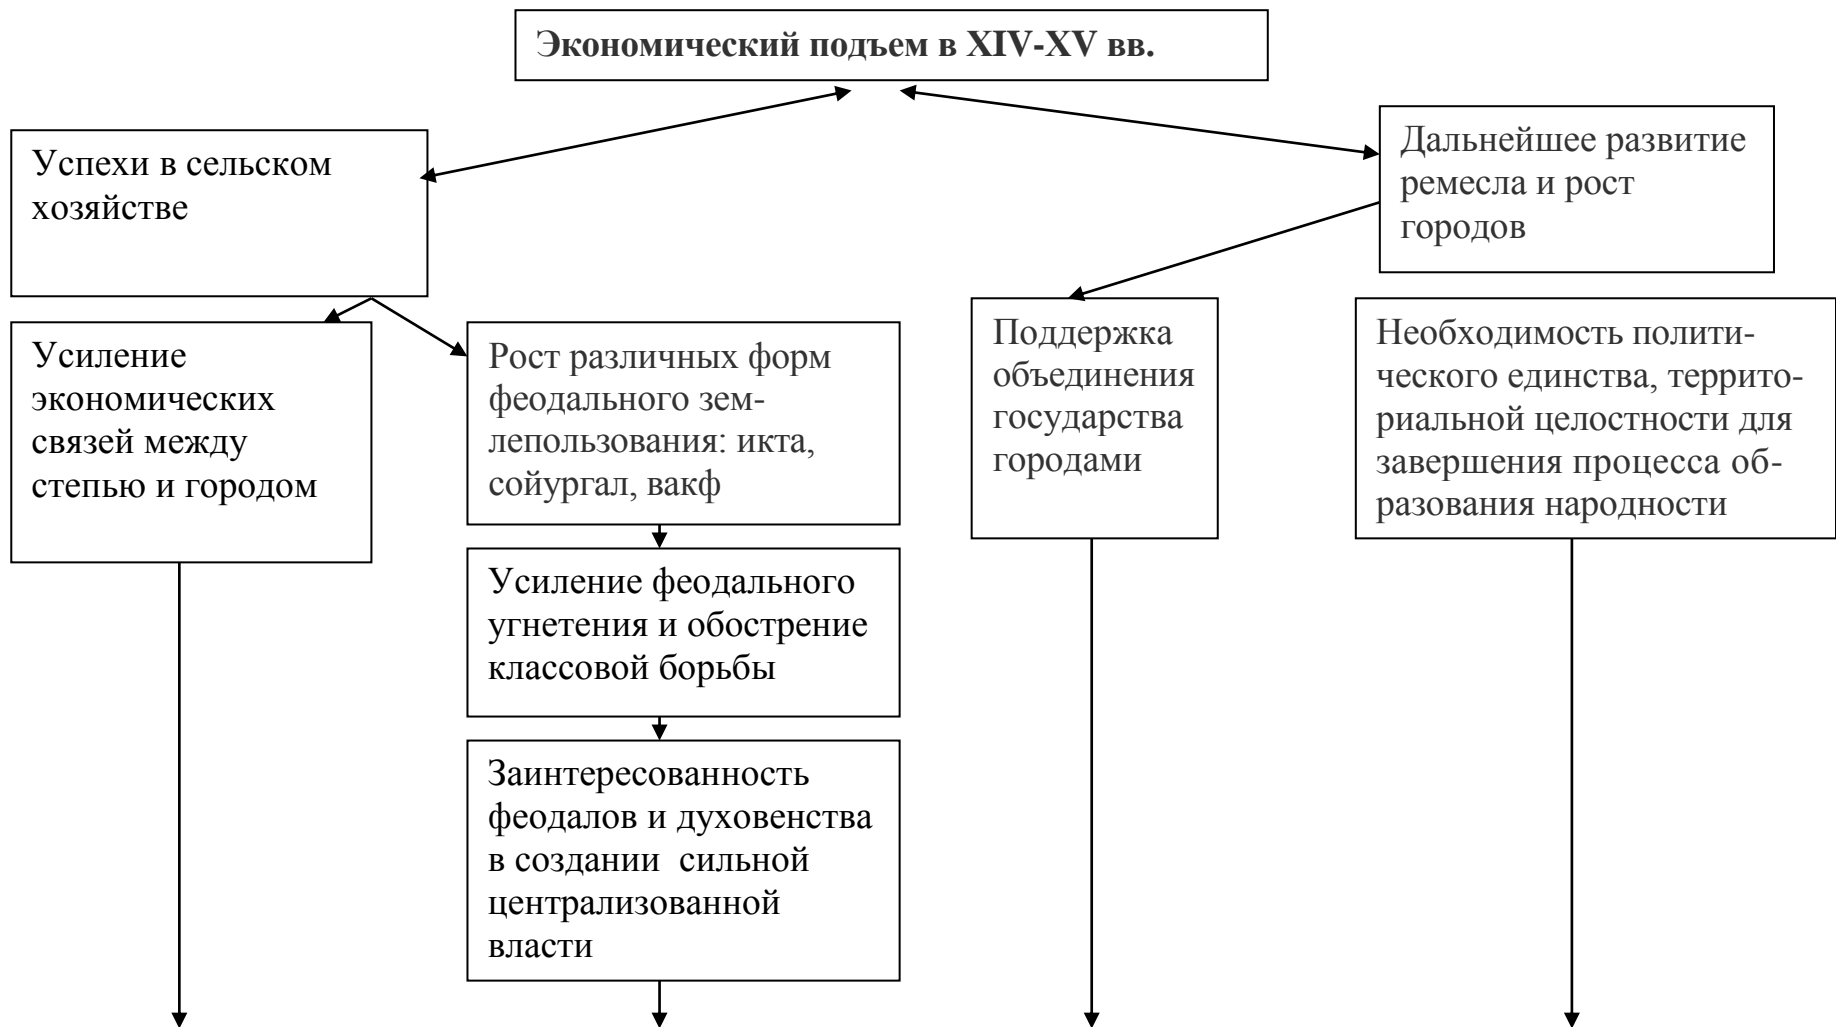 Экономический подъем в XIV-XV вв.
Успехи в сельском
хозяйстве
Дальнейшее развитие
ремесла и рост
городов
Усиление
экономических
связей между
степью и городом
Рост различных форм
феодального зем-
лепользования: икта,
сойургал, вакф
Поддержка
объединения
государства
городами
Необходимость полити-
ческого единства, террито-
риальной целостности для
завершения процесса об-
разования народности
Усиление феодального
угнетения и обострение
классовой борьбы
Заинтересованность
феодалов и духовенства
в создании  сильной
централизованной
власти